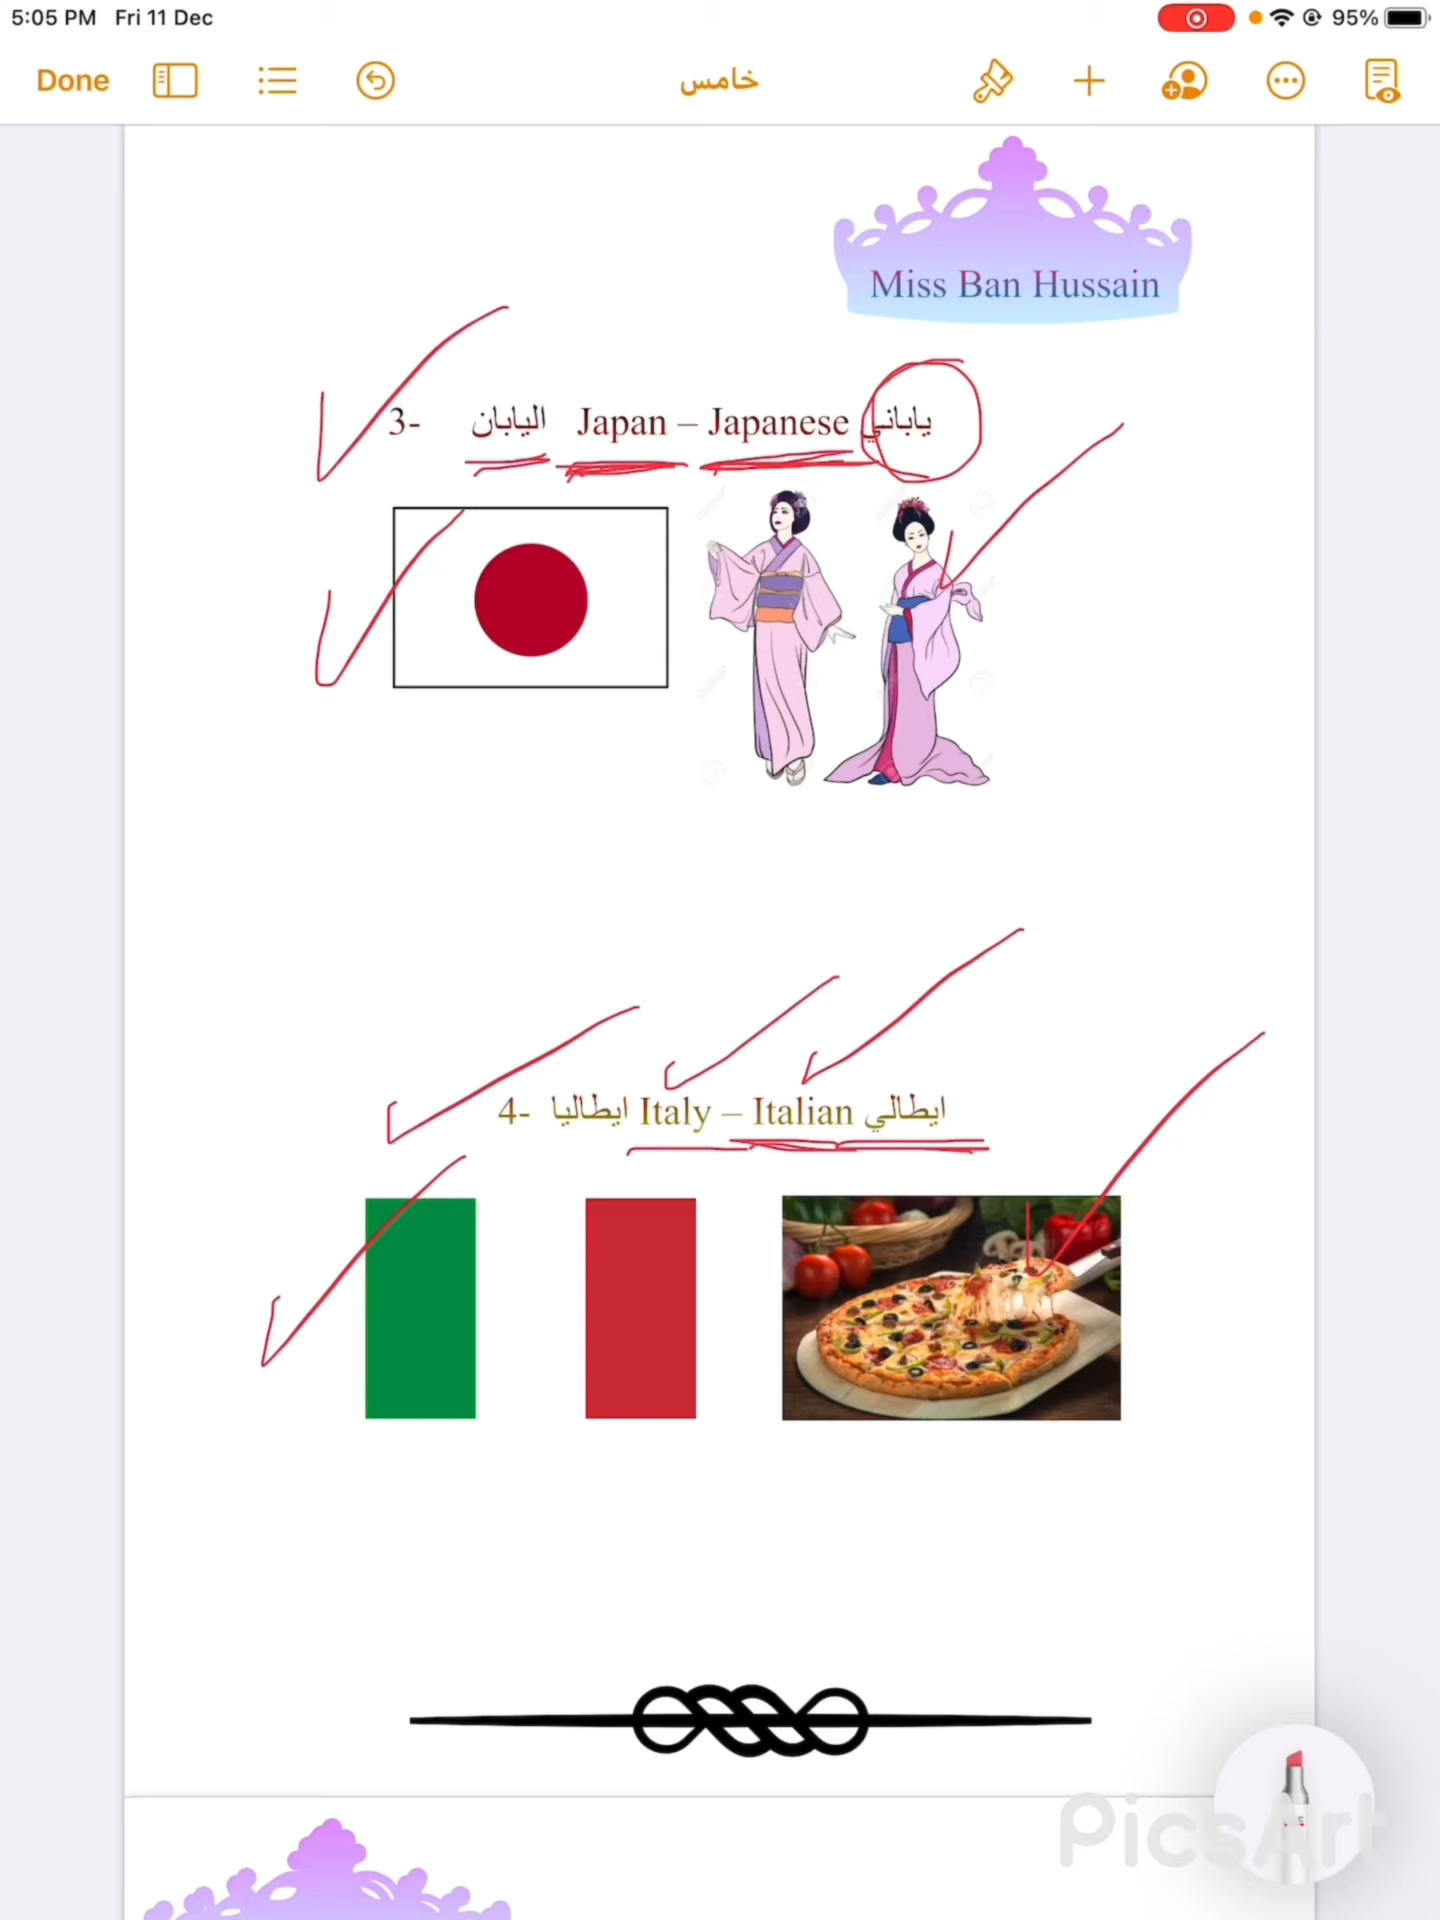 5:05 PM Fri 11 Dec 95%
Done خامس
Miss Ban Hussain
3- اليابان Japan – Japanese ياباني
4- ايطاليا Italy – Italian ايطالي
PicsArt